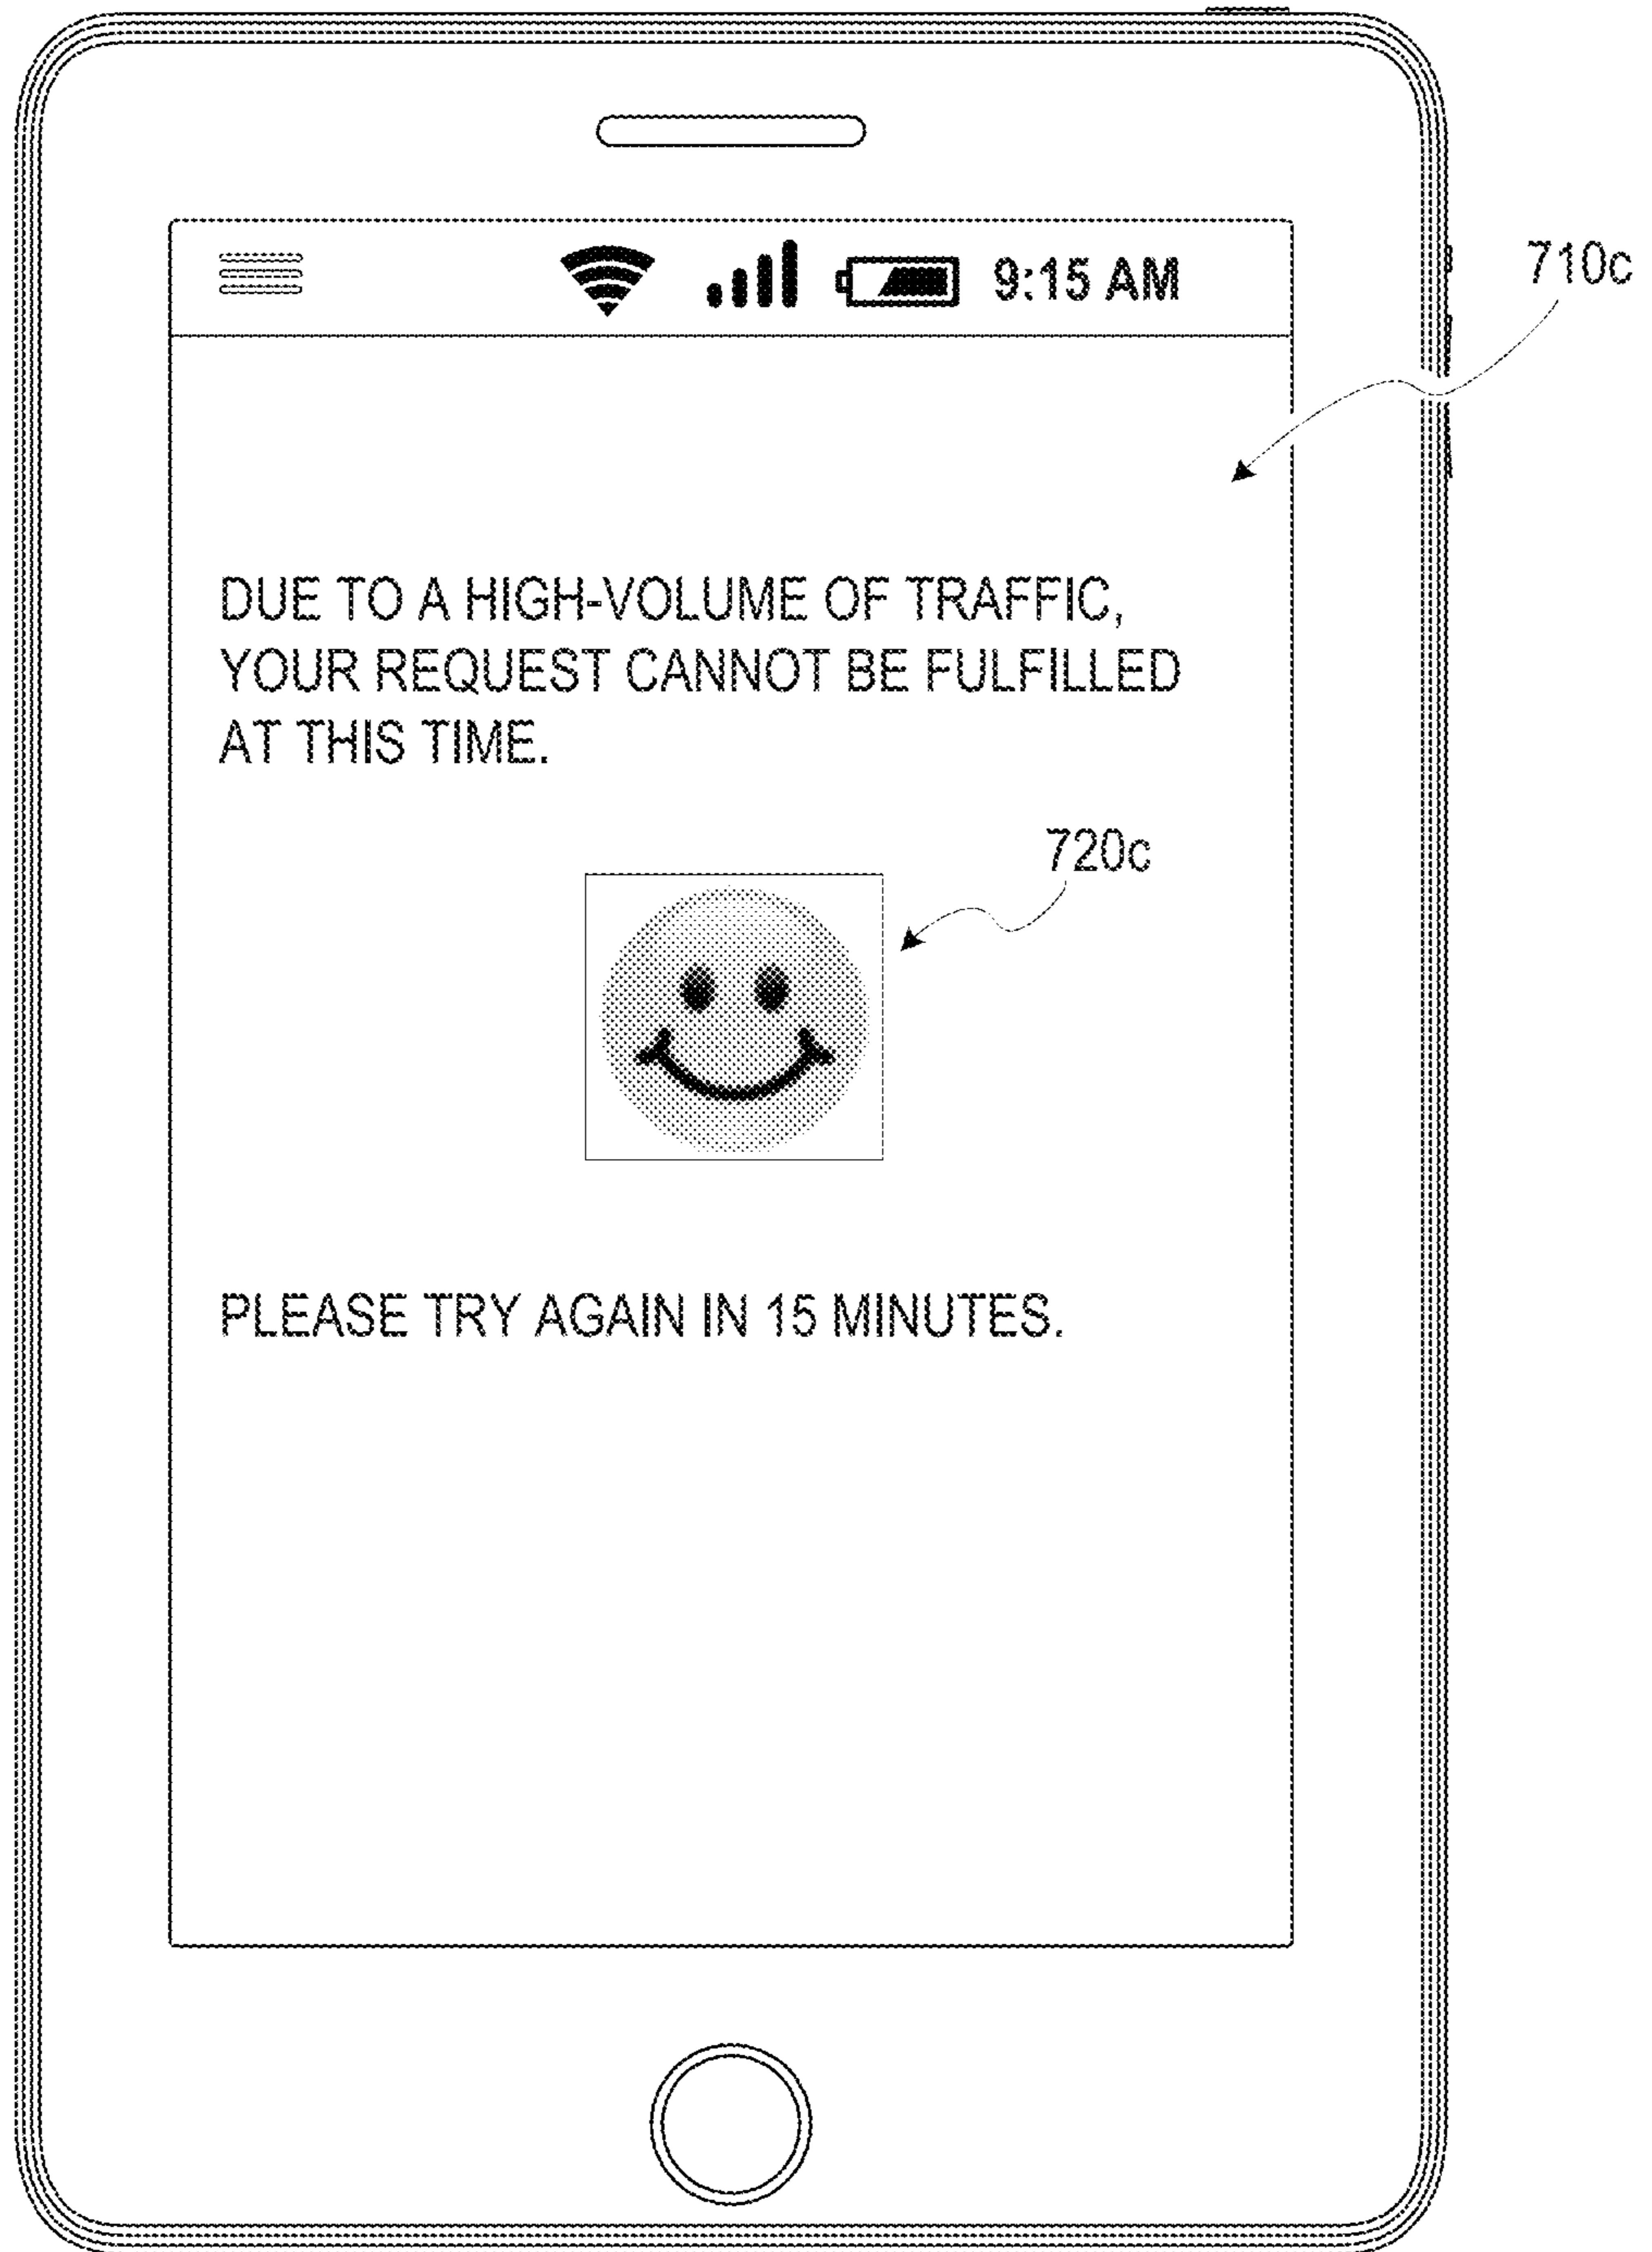 9:15 AM
710c
DUE TO A HIGH-VOLUME OF TRAFFIC,
YOUR REQUEST CANNOT BE FULFILLED
AT THIS TIME.
720c
PLEASE TRY AGAIN IN 15 MINUTES.